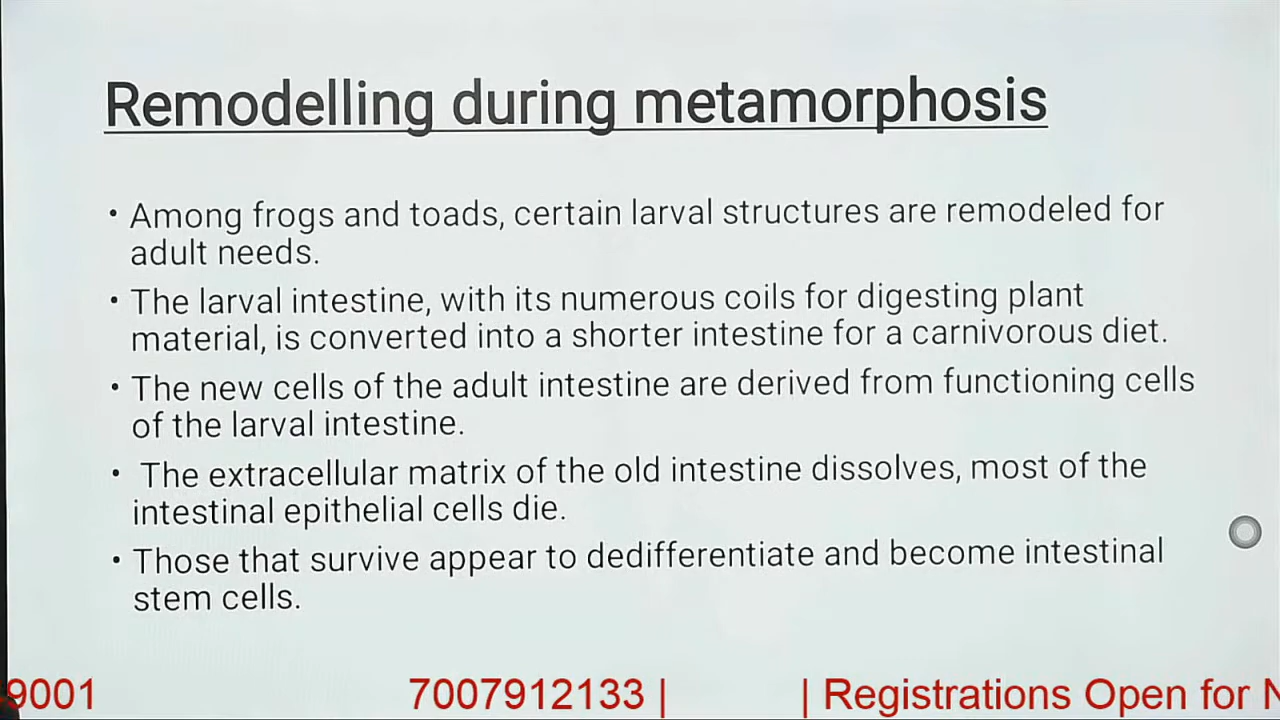 Remodelling during metamorphosis
• Among frogs and toads, certain larval structures are remodeled for
adult needs.
• The larval intestine, with its numerous coils for digesting plant
material, is converted into a shorter intestine for a carnivorous diet.
• The new cells of the adult intestine are derived from functioning cells
of the larval intestine.
• The extracellular matrix of the old intestine dissolves, most of the
intestinal epithelial cells die.
• Those that survive appear to dedifferentiate and become intestinal
stem cells.
9001 7007912133 | | Registrations Open for